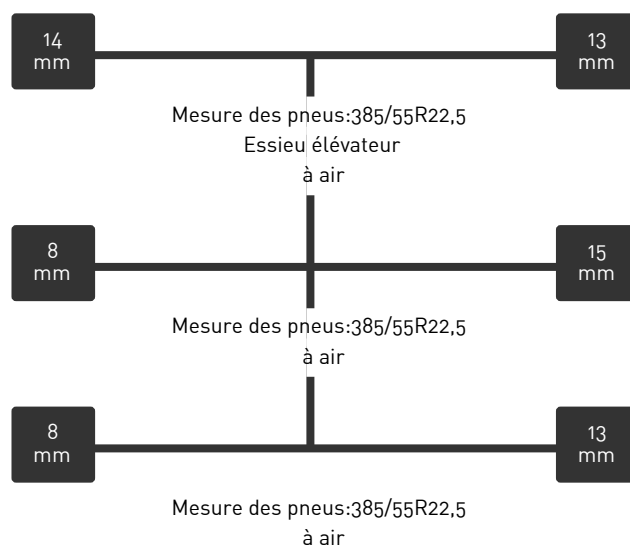 14
mm
13
mm
Mesure des pneus:385/55R22,5
Essieu élévateur
à air
8
mm
15
mm
Mesure des pneus:385/55R22,5
à air
8
mm
13
mm
Mesure des pneus:385/55R22,5
à air